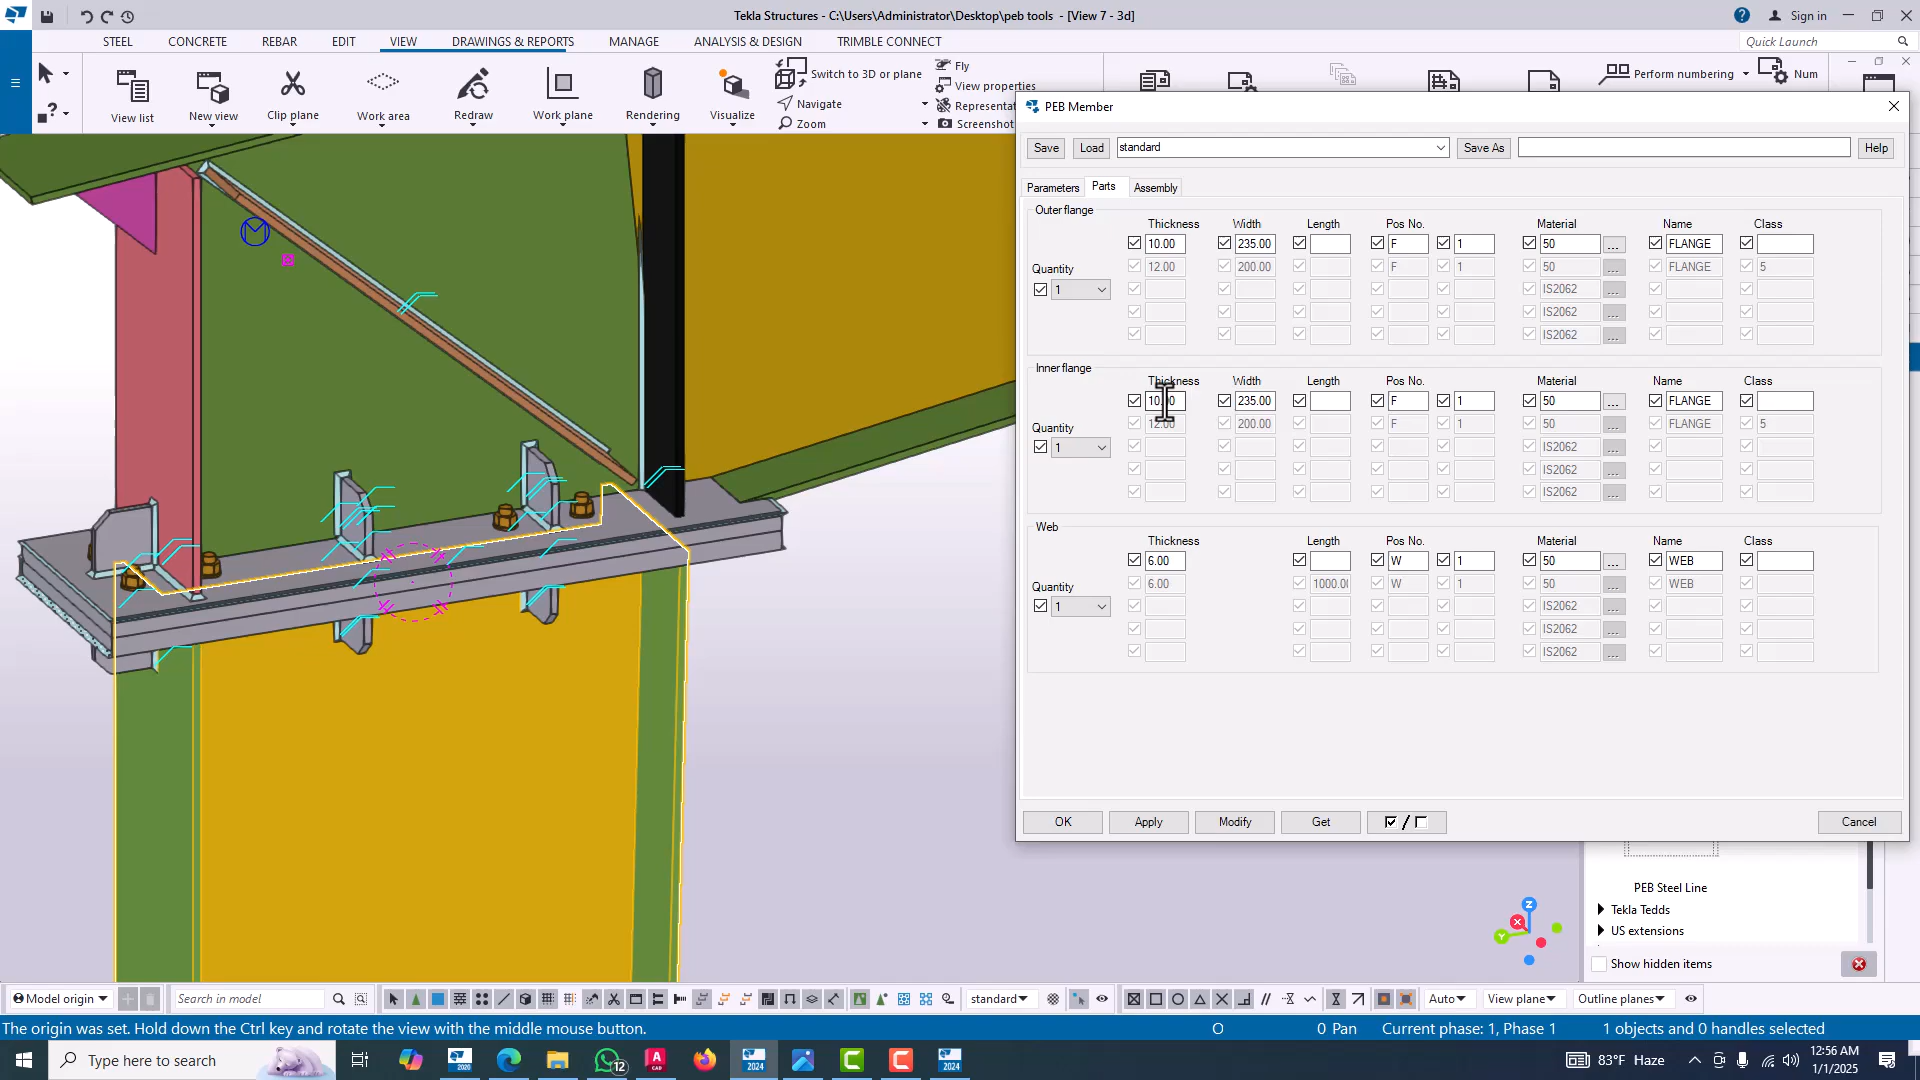 Tekla Structures - C:\Users\Administrator\Desktop\peb tools - [View 7 - 3d]
Sign in
STEEL CONCRETE REBAR EDIT VIEW DRAWINGS & REPORTS MANAGE ANALYSIS & DESIGN TRIMBLE CONNECT
Quick Launch
View list
New view
Clip plane
Work area
Redraw
Work plane
Rendering
Visualize
Switch to 3D or plane
Navigate
Zoom
Fly
View properties
Screenshot
Perform numbering
PEB Member
Save Load standard Save As Help
Parameters Parts Assembly
Outer flange
Thickness Width Length Pos No. Material Name Class
10.00 235.00 F 1 50 ... FLANGE
12.00 200.00 F 1 50 ... FLANGE 5
Quantity
1 IS2062 ...
IS2062 ...
IS2062 ...
Inner flange
Thickness Width Length Pos No. Material Name Class
10.00 235.00 F 1 50 ... FLANGE
12.00 200.00 F 1 50 ... FLANGE 5
Quantity
1 IS2062 ...
IS2062 ...
IS2062 ...
Web
Thickness Length Pos No. Material Name Class
6.00 W 1 50 ... WEB
6.00 W 1 50 ... WEB
Quantity
1 IS2062 ...
IS2062 ...
IS2062 ...
OK Apply Modify Get / Cancel
PEB Steel Line
Tekla Tedds
US extensions
Show hidden items
Z
X
Y
Model origin
Search in model
standard
Auto
View plane
Outline planes
The origin was set. Hold down the Ctrl key and rotate the view with the middle mouse button.
O
0 Pan
Current phase: 1, Phase 1
1 objects and 0 handles selected
Type here to search
2020
12
2024
2024
83°F Haze
12:56 AM
1/1/2025